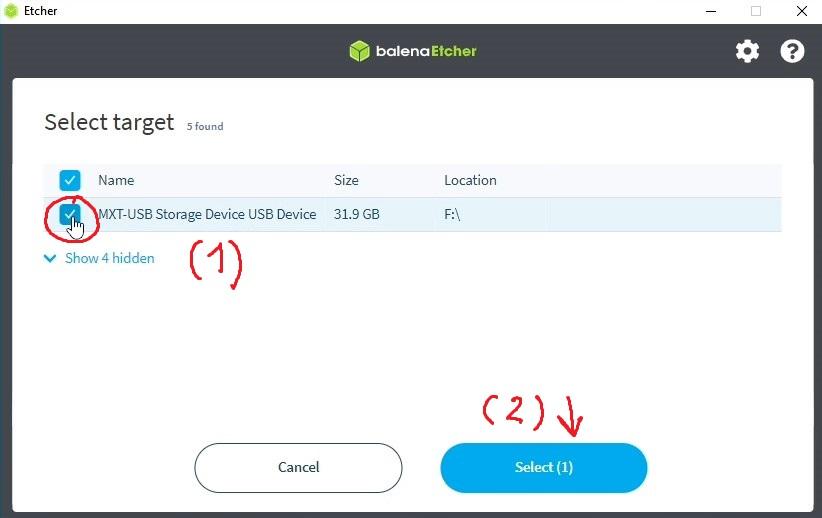 Etcher
balenaEtcher
Select target 5 found
Name Size Location
MXT-USB Storage Device USB Device 31.9 GB F:\
Show 4 hidden
(1)
(2)
Cancel Select (1)